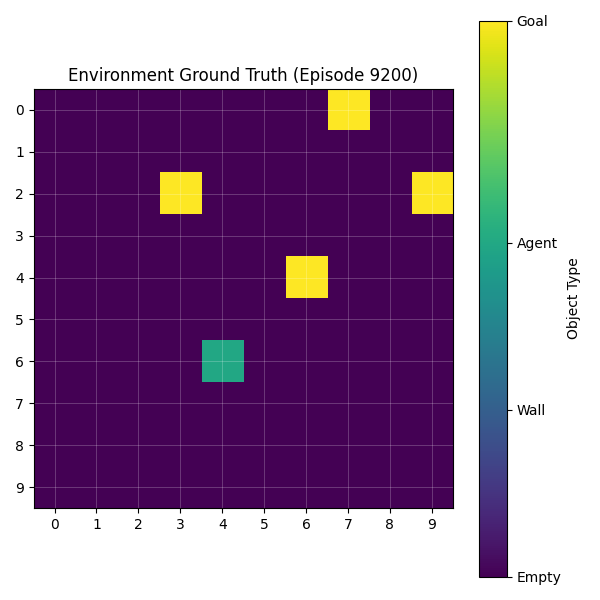 Environment Ground Truth (Episode 9200)
0
1
2
3
4
5
6
7
8
9
0 1 2 3 4 5 6 7 8 9
Goal
Agent
Wall
Empty
Object Type